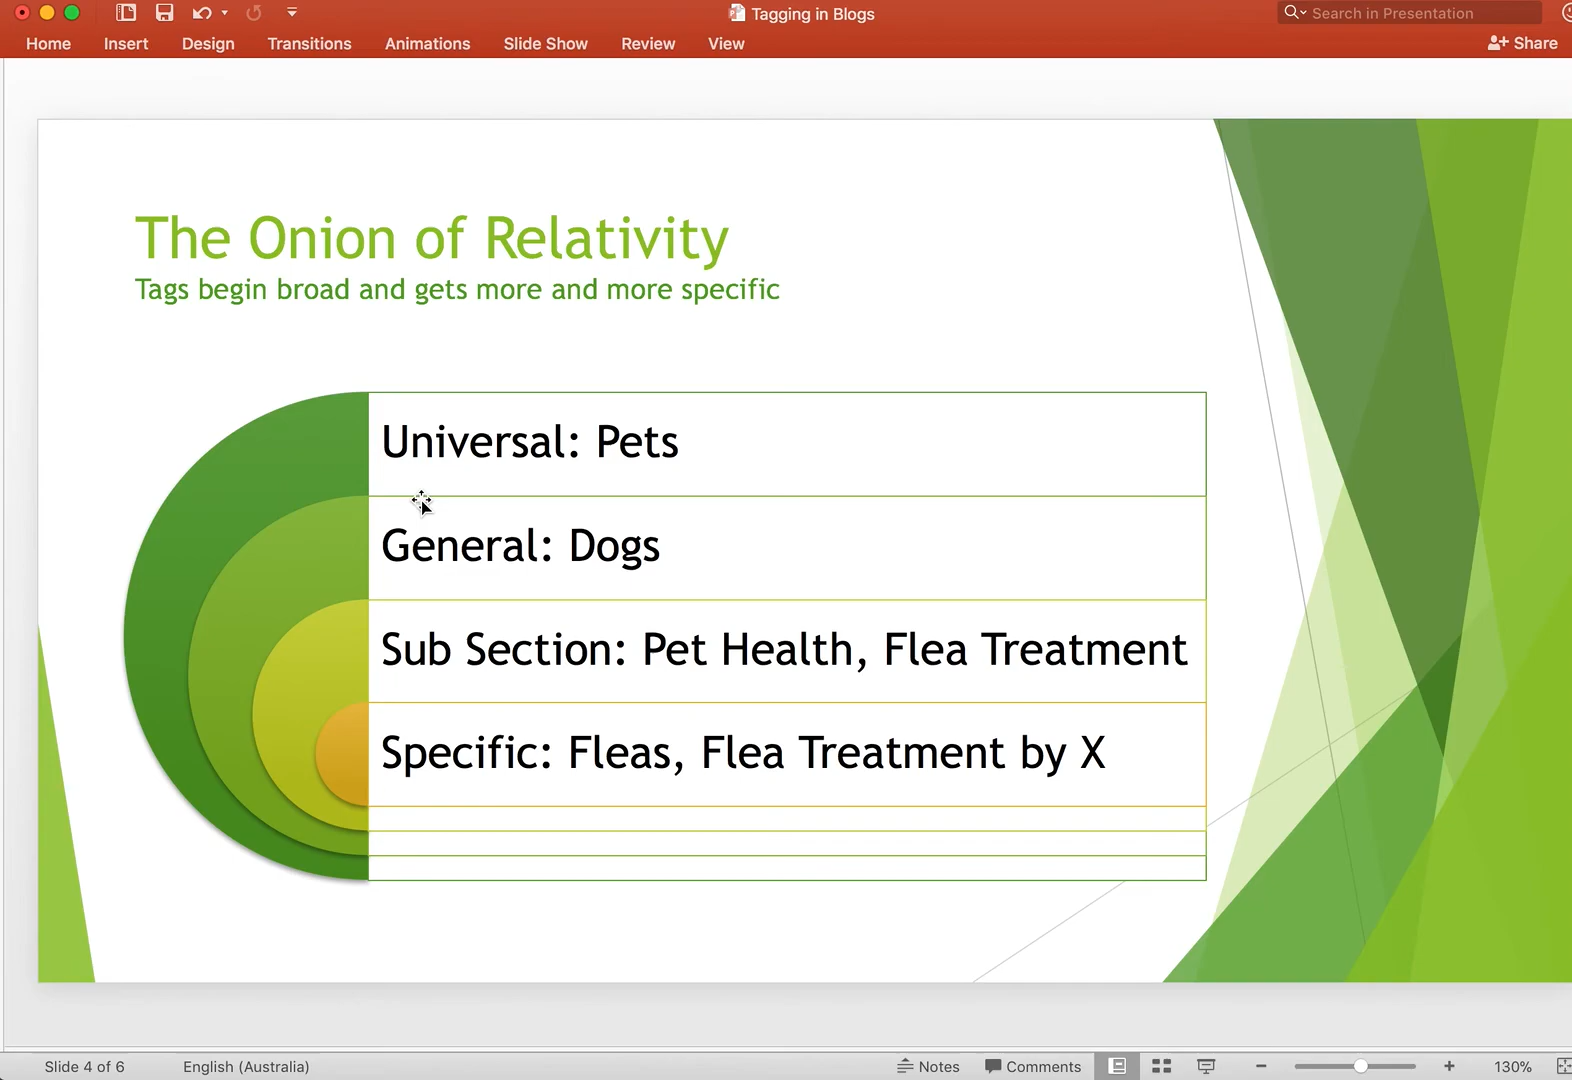 Tagging in Blogs
Search in Presentation
Home Insert Design Transitions Animations Slide Show Review View Share
The Onion of Relativity
Tags begin broad and gets more and more specific
Universal: Pets
General: Dogs
Sub Section: Pet Health, Flea Treatment
Specific: Fleas, Flea Treatment by X
Slide 4 of 6 English (Australia) Notes Comments 130%